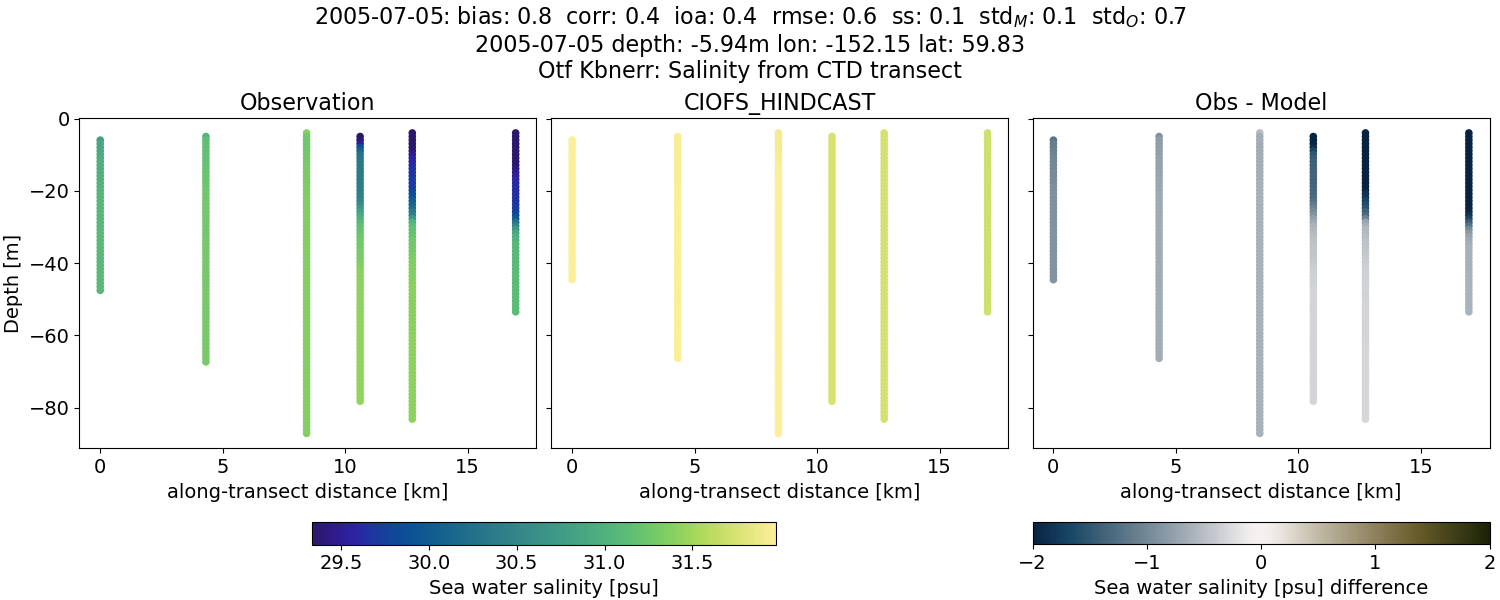 2005-07-05: bias: 0.8 corr: 0.4 ioa: 0.4 rmse: 0.6 ss: 0.1 std_M: 0.1 std_O: 0.7
2005-07-05 depth: -5.94m lon: -152.15 lat: 59.83
Otf Kbnerr: Salinity from CTD transect
Observation
CIOFS_HINDCAST
Obs - Model
0
−20
−40
−60
−80
Depth [m]
0 5 10 15
0 5 10 15
0 5 10 15
along-transect distance [km]
along-transect distance [km]
along-transect distance [km]
29.5 30.0 30.5 31.0 31.5
Sea water salinity [psu]
−2 −1 0 1 2
Sea water salinity [psu] difference